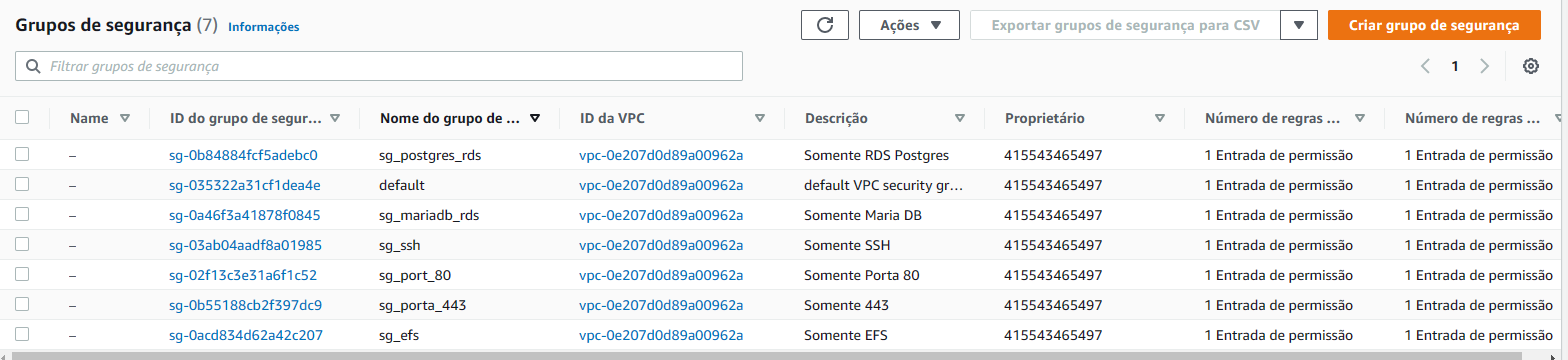 Grupos de segurança (7) Informações Ações Exportar grupos de segurança para CSV Criar grupo de segurança
Filtrar grupos de segurança 1
Name ID do grupo de segur... Nome do grupo de ... ID da VPC Descrição Proprietário Número de regras ... Número de regras ...
– sg-0b84884fcf5adebc0 sg_postgres_rds vpc-0e207d0d89a00962a Somente RDS Postgres 415543465497 1 Entrada de permissão 1 Entrada de permissão
– sg-035322a31cf1dea4e default vpc-0e207d0d89a00962a default VPC security gr... 415543465497 1 Entrada de permissão 1 Entrada de permissão
– sg-0a46f3a41878f0845 sg_mariadb_rds vpc-0e207d0d89a00962a Somente Maria DB 415543465497 1 Entrada de permissão 1 Entrada de permissão
– sg-03ab04aadf8a01985 sg_ssh vpc-0e207d0d89a00962a Somente SSH 415543465497 1 Entrada de permissão 1 Entrada de permissão
– sg-02f13c3e31a6f1c52 sg_port_80 vpc-0e207d0d89a00962a Somente Porta 80 415543465497 1 Entrada de permissão 1 Entrada de permissão
– sg-0b55188cb2f397dc9 sg_porta_443 vpc-0e207d0d89a00962a Somente 443 415543465497 1 Entrada de permissão 1 Entrada de permissão
– sg-0acd834d62a42c207 sg_efs vpc-0e207d0d89a00962a Somente EFS 415543465497 1 Entrada de permissão 1 Entrada de permissão